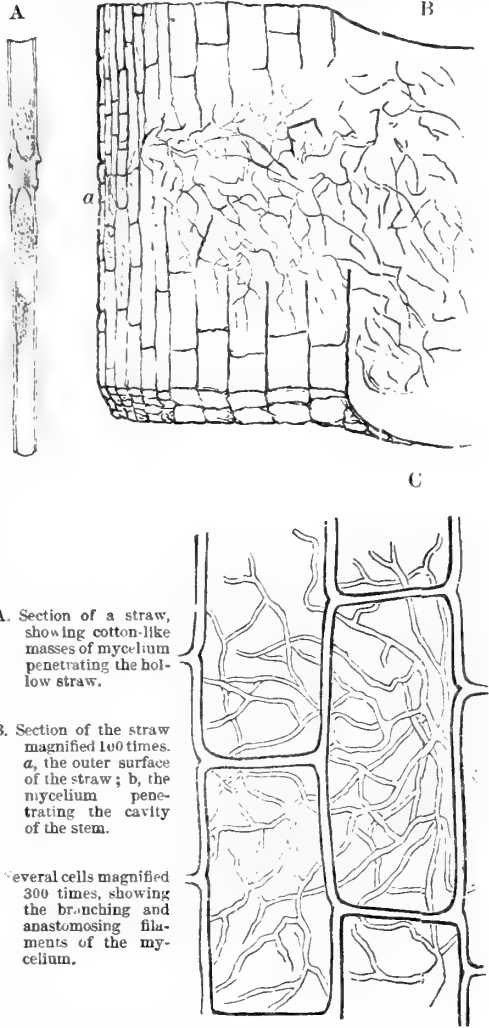 A
B
a
C
A. Section of a straw,
showing cotton-like
masses of mycelium
penetrating the hol-
low straw.
B. Section of the straw
magnified 100 times.
a, the outer surface
of the straw; b, the
mycelium pene-
trating the cavity
of the stem.
everal cells magnified
300 times, showing
the branching and
anastomosing fila-
ments of the my-
celium.